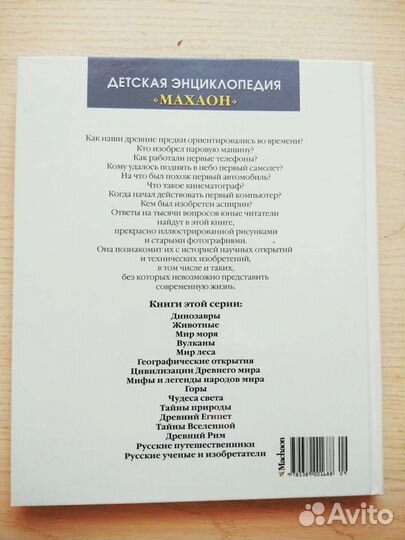 ДЕТСКАЯ ЭНЦИКЛОПЕДИЯ
«МАХАОН»
Как наши древние предки ориентировались во времени?
Кто изобрел паровую машину?
Как работали первые телефоны?
Кому удалось поднять в небо первый самолет?
На что был похож первый автомобиль?
Что такое кинематограф?
Когда начал действовать первый компьютер?
Кем был изобретен аспирин?
Ответы на тысячи вопросов юные читатели
найдут в этой книге,
прекрасно иллюстрированной рисунками
и старыми фотографиями.
Она познакомит их с историей научных открытий
и технических изобретений,
в том числе и таких,
без которых невозможно представить
современную жизнь.
Книги этой серии:
Динозавры
Животные
Мир моря
Вулканы
Мир леса
Географические открытия
Цивилизации Древнего мира
Мифы и легенды народов мира
Горы
Чудеса света
Тайны природы
Древний Египет
Тайны Вселенной
Древний Рим
Русские путешественники
Русские ученые и изобретатели
Machaon
Avito